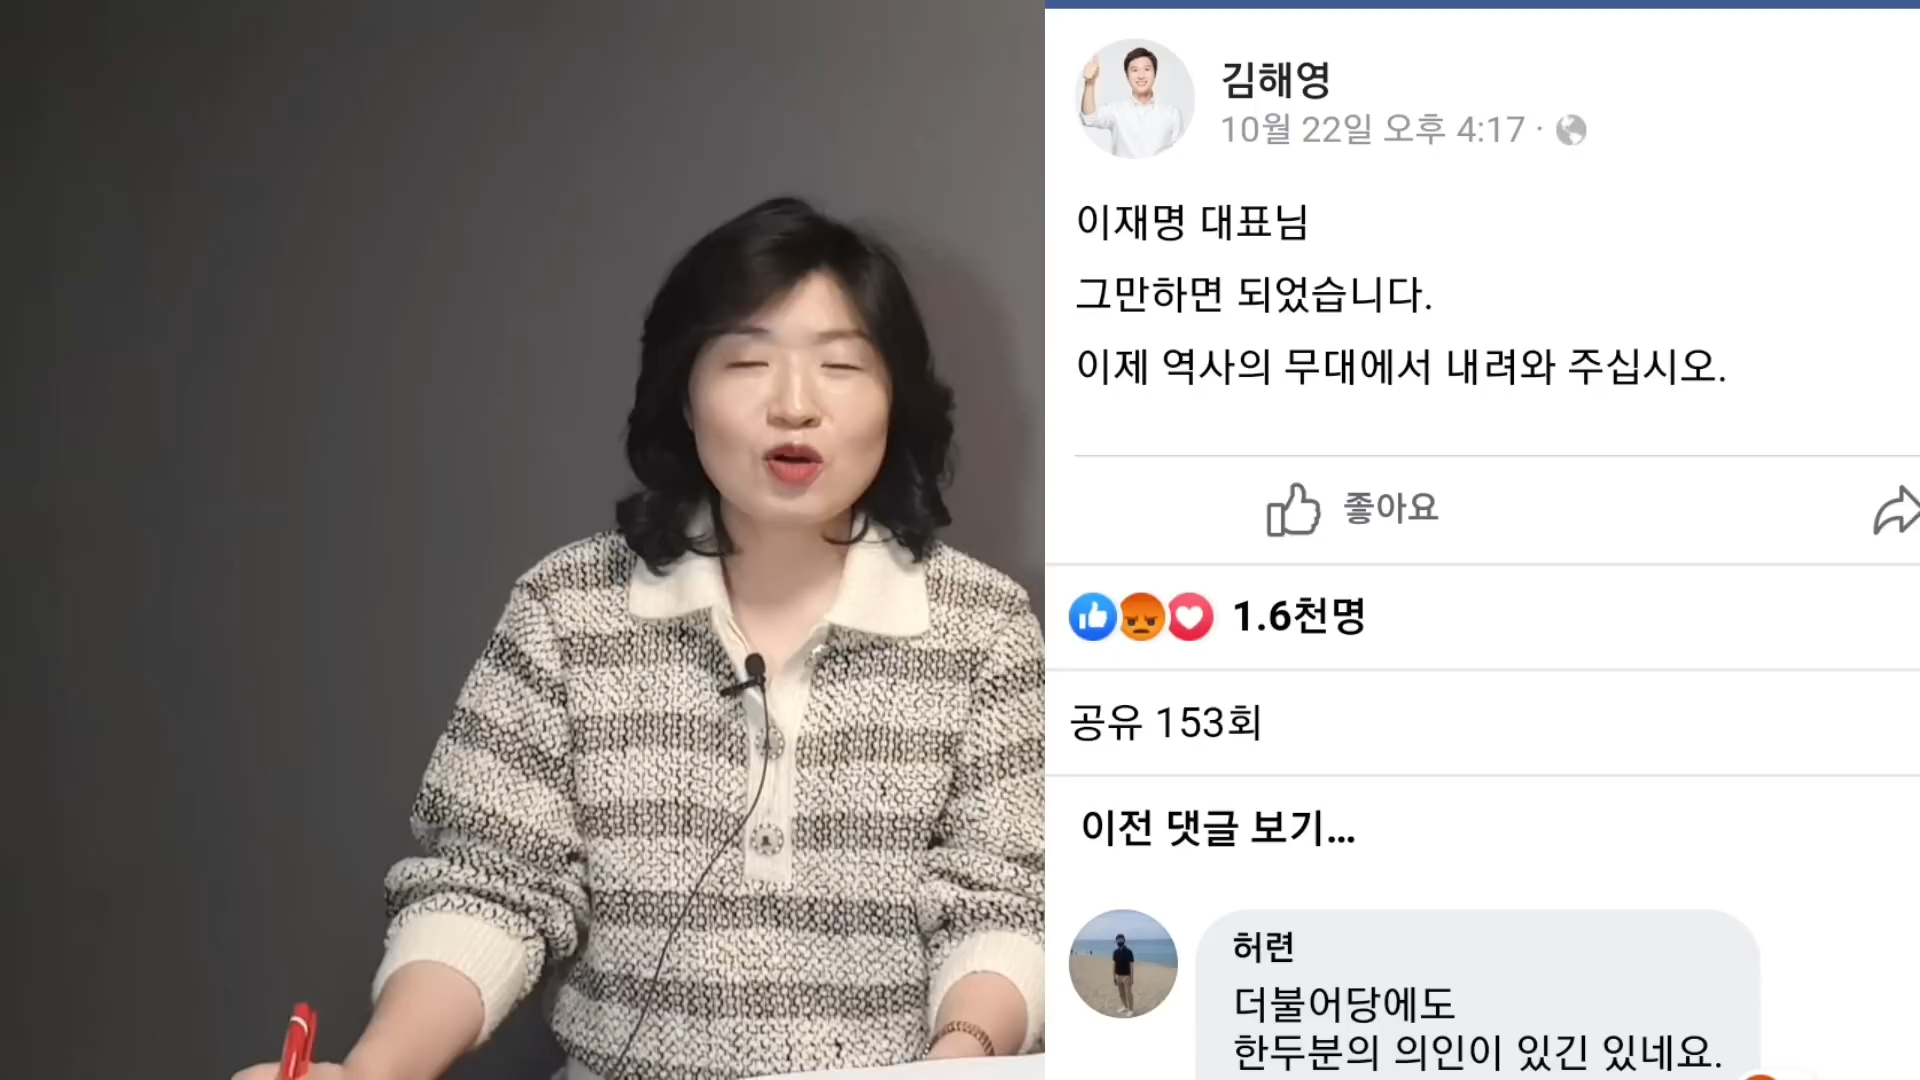 김해영
10월 22일 오후 4:17 ·
이재명 대표님
그만하면 되었습니다.
이제 역사의 무대에서 내려와 주십시오.
좋아요
1.6천명
공유 153회
이전 댓글 보기...
허련
더불어당에도
한두분의 의인이 있긴 있네요.